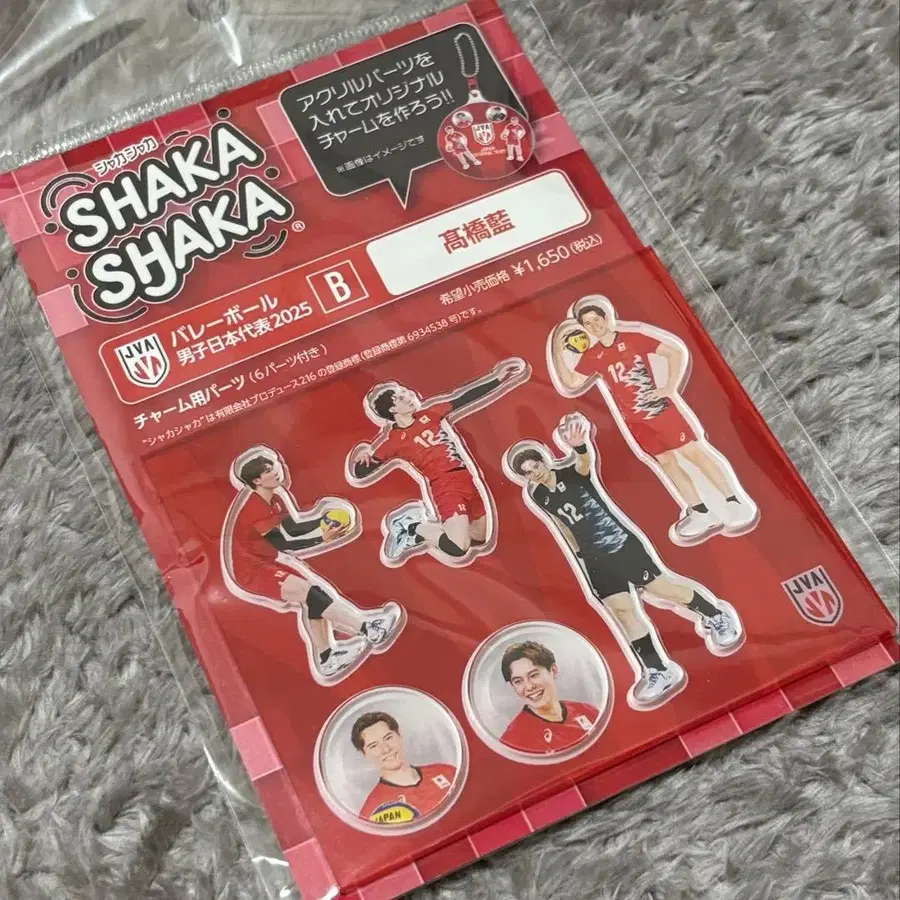 アクリルパーツを
入れてオリジナル
チャームを作ろう!!
※画像はイメージです
シャカシャカ
SHAKA
SHAKA
®
髙橋藍
希望小売価格 ¥1,650(税込)
JVA
バレーボール
男子日本代表2025
B
チャーム用パーツ(6パーツ付き)
"シャカシャカ"は有限会社プロデュース216の登録商標(登録商標第6934538号)です。
12
12
12
12
JVA
JAPAN